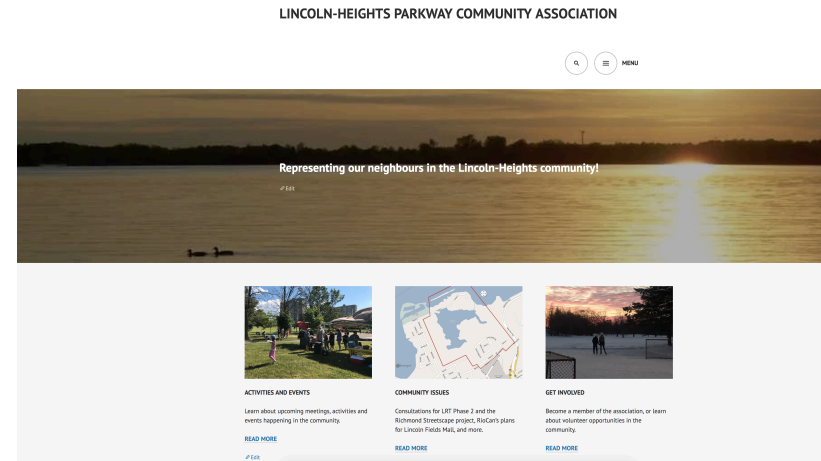 LINCOLN-HEIGHTS PARKWAY COMMUNITY ASSOCIATION
MENU
Representing our neighbours in the Lincoln-Heights community!
Edit
ACTIVITIES AND EVENTS
Learn about upcoming meetings, activities and
events happening in the community.
READ MORE
Edit
COMMUNITY ISSUES
Consultations for LRT Phase 2 and the
Richmond Streetscape project, RioCan's plans
for Lincoln Fields Mall, and more.
READ MORE
GET INVOLVED
Become a member of the association, or learn
about volunteer opportunities in the
community.
READ MORE